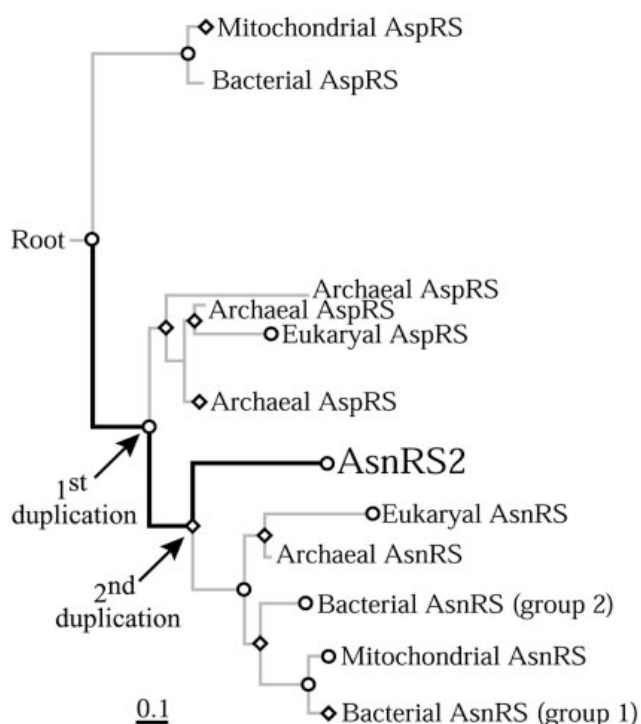 Mitochondrial AspRS
Bacterial AspRS
Root
Archaeal AspRS
Archaeal AspRS
Eukaryal AspRS
Archaeal AspRS
AsnRS2
1st
duplication
Eukaryal AsnRS
Archaeal AsnRS
2nd
duplication
Bacterial AsnRS (group 2)
Mitochondrial AsnRS
0.1
Bacterial AsnRS (group 1)